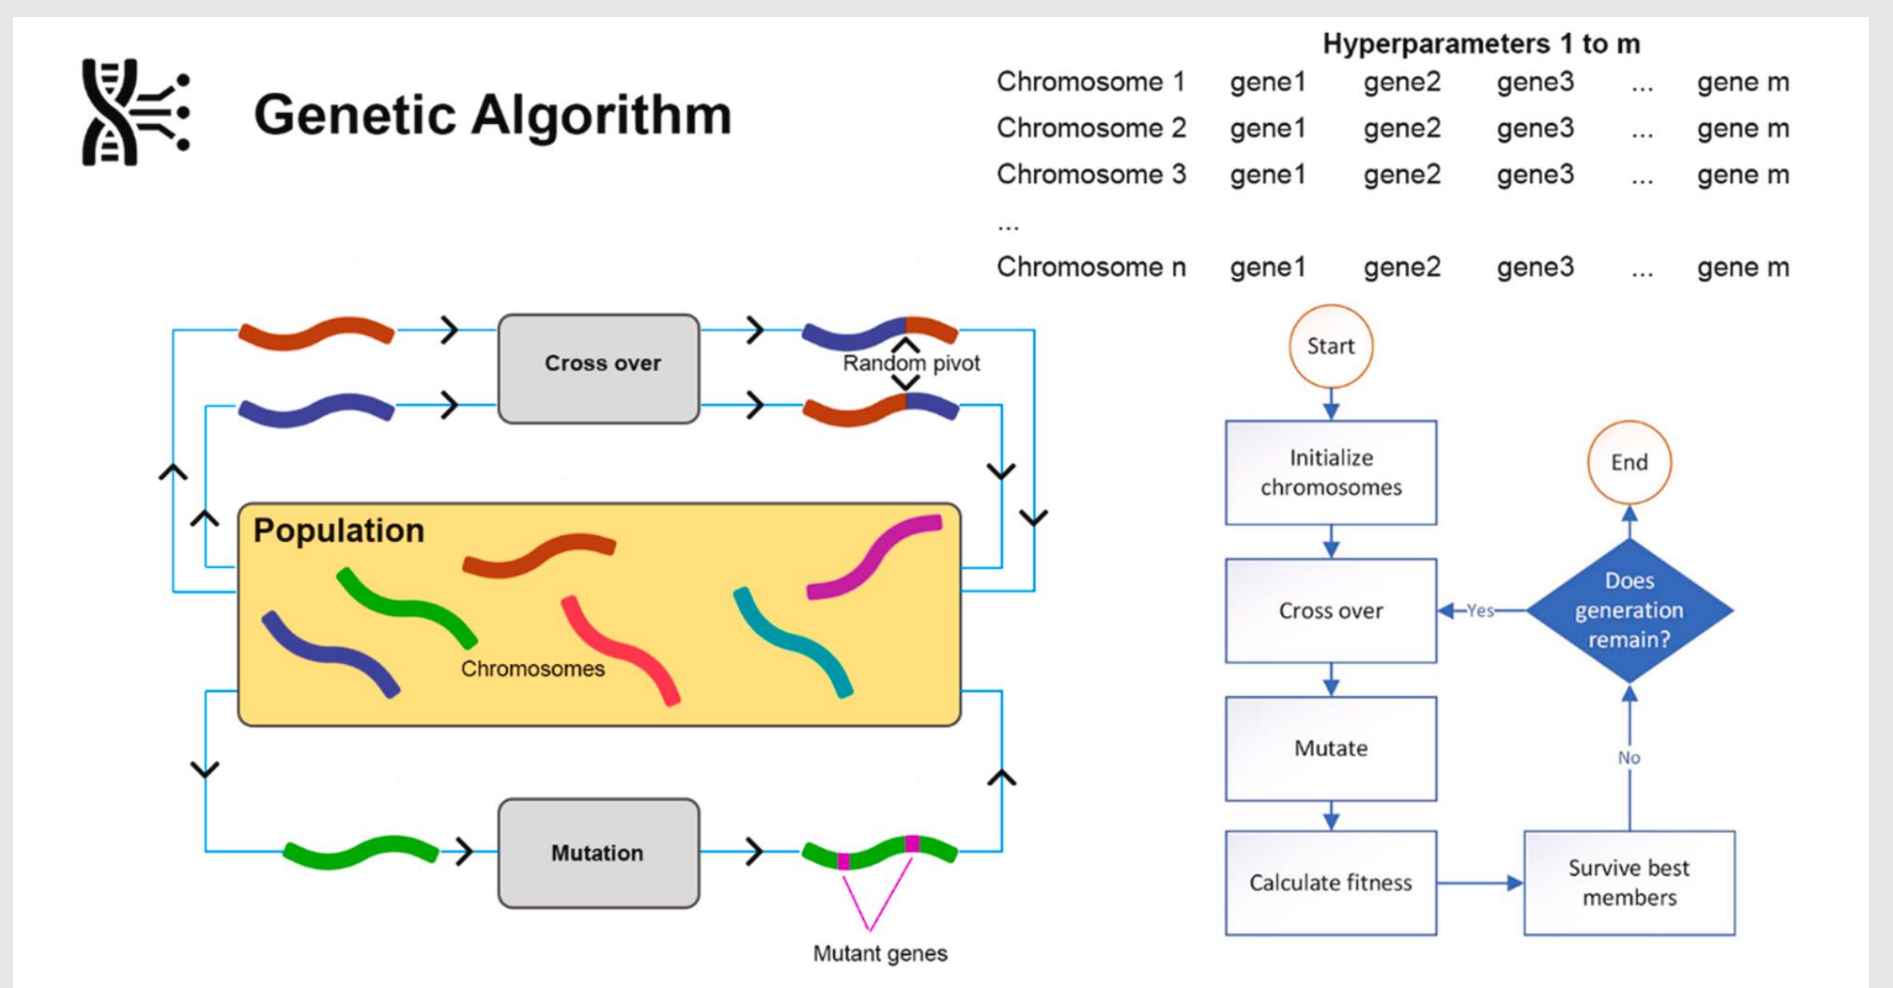 Genetic Algorithm
Hyperparameters 1 to m
Chromosome 1 gene1 gene2 gene3 ... gene m
Chromosome 2 gene1 gene2 gene3 ... gene m
Chromosome 3 gene1 gene2 gene3 ... gene m
...
Chromosome n gene1 gene2 gene3 ... gene m
Cross over
Random pivot
Population
Chromosomes
Mutation
Mutant genes
Start
Initialize
chromosomes
Cross over
Mutate
Calculate fitness
Survive best
members
No
Does
generation
remain?
Yes
End